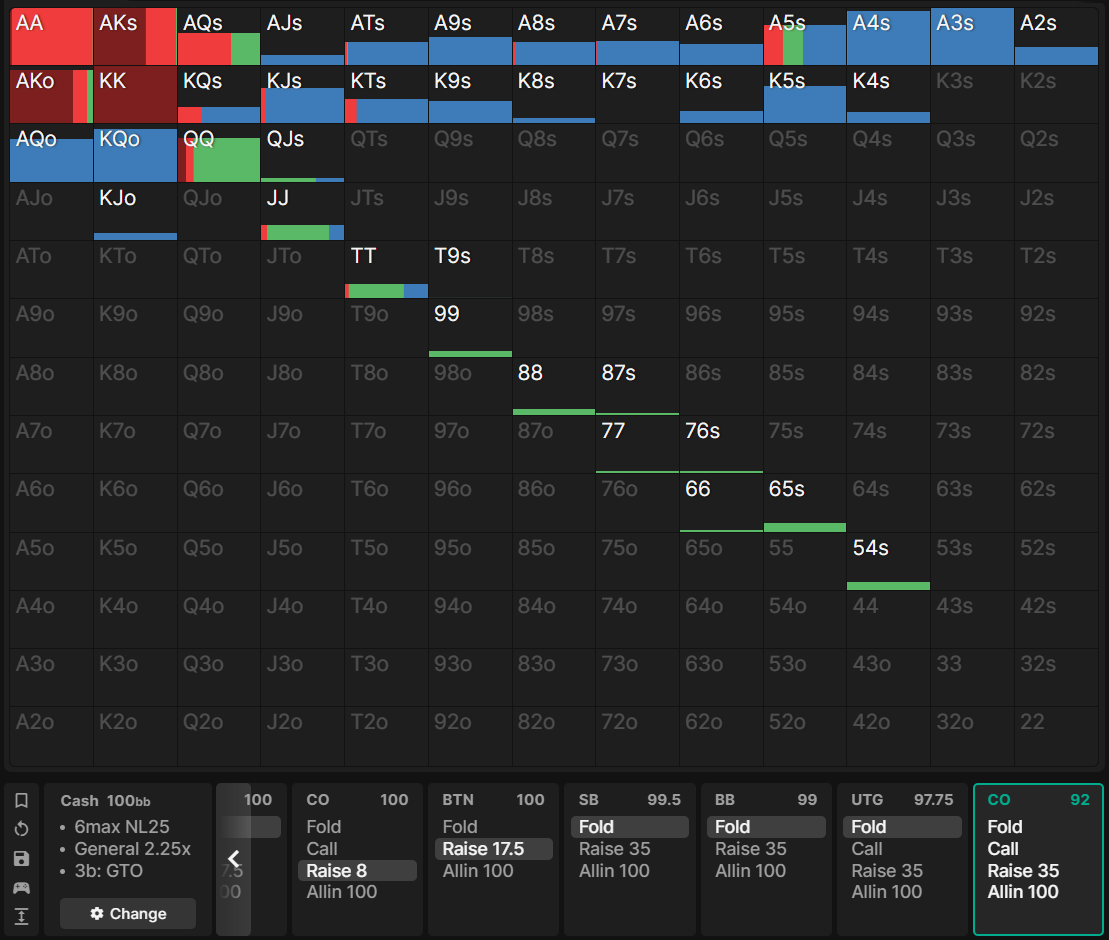 AA AKs AQs AJs ATs A9s A8s A7s A6s A5s A4s A3s A2s
AKo KK KQs KJs KTs K9s K8s K7s K6s K5s K4s K3s K2s
AQo KQo QQ QJs QTs Q9s Q8s Q7s Q6s Q5s Q4s Q3s Q2s
AJo KJo QJo JJ JTs J9s J8s J7s J6s J5s J4s J3s J2s
ATo KTo QTo JTo TT T9s T8s T7s T6s T5s T4s T3s T2s
A9o K9o Q9o J9o T9o 99 98s 97s 96s 95s 94s 93s 92s
A8o K8o Q8o J8o T8o 98o 88 87s 86s 85s 84s 83s 82s
A7o K7o Q7o J7o T7o 97o 87o 77 76s 75s 74s 73s 72s
A6o K6o Q6o J6o T6o 96o 86o 76o 66 65s 64s 63s 62s
A5o K5o Q5o J5o T5o 95o 85o 75o 65o 55 54s 53s 52s
A4o K4o Q4o J4o T4o 94o 84o 74o 64o 54o 44 43s 42s
A3o K3o Q3o J3o T3o 93o 83o 73o 63o 53o 43o 33 32s
A2o K2o Q2o J2o T2o 92o 82o 72o 62o 52o 42o 32o 22
Cash 100bb
• 6max NL25
• General 2.25x
• 3b: GTO
Change
100
7.5
00
CO 100
Fold
Call
Raise 8
Allin 100
BTN 100
Fold
Raise 17.5
Allin 100
SB 99.5
Fold
Raise 35
Allin 100
BB 99
Fold
Raise 35
Allin 100
UTG 97.75
Fold
Call
Raise 35
Allin 100
CO 92
Fold
Call
Raise 35
Allin 100